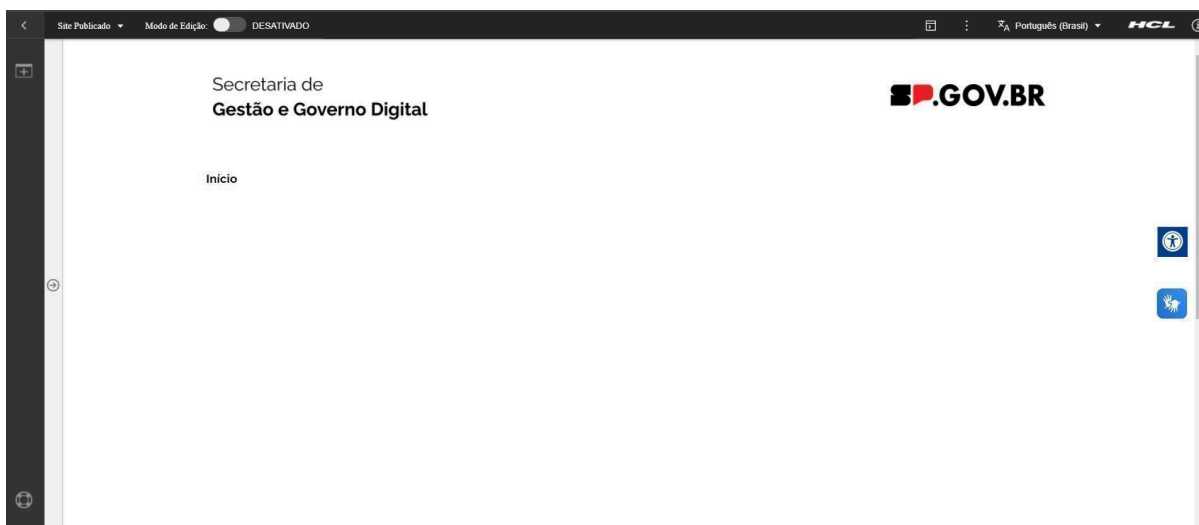 Site Publicado Modo de Edição: DESATIVADO Português (Brasil) HCL
Secretaria de
Gestão e Governo Digital
SP.GOV.BR
Início